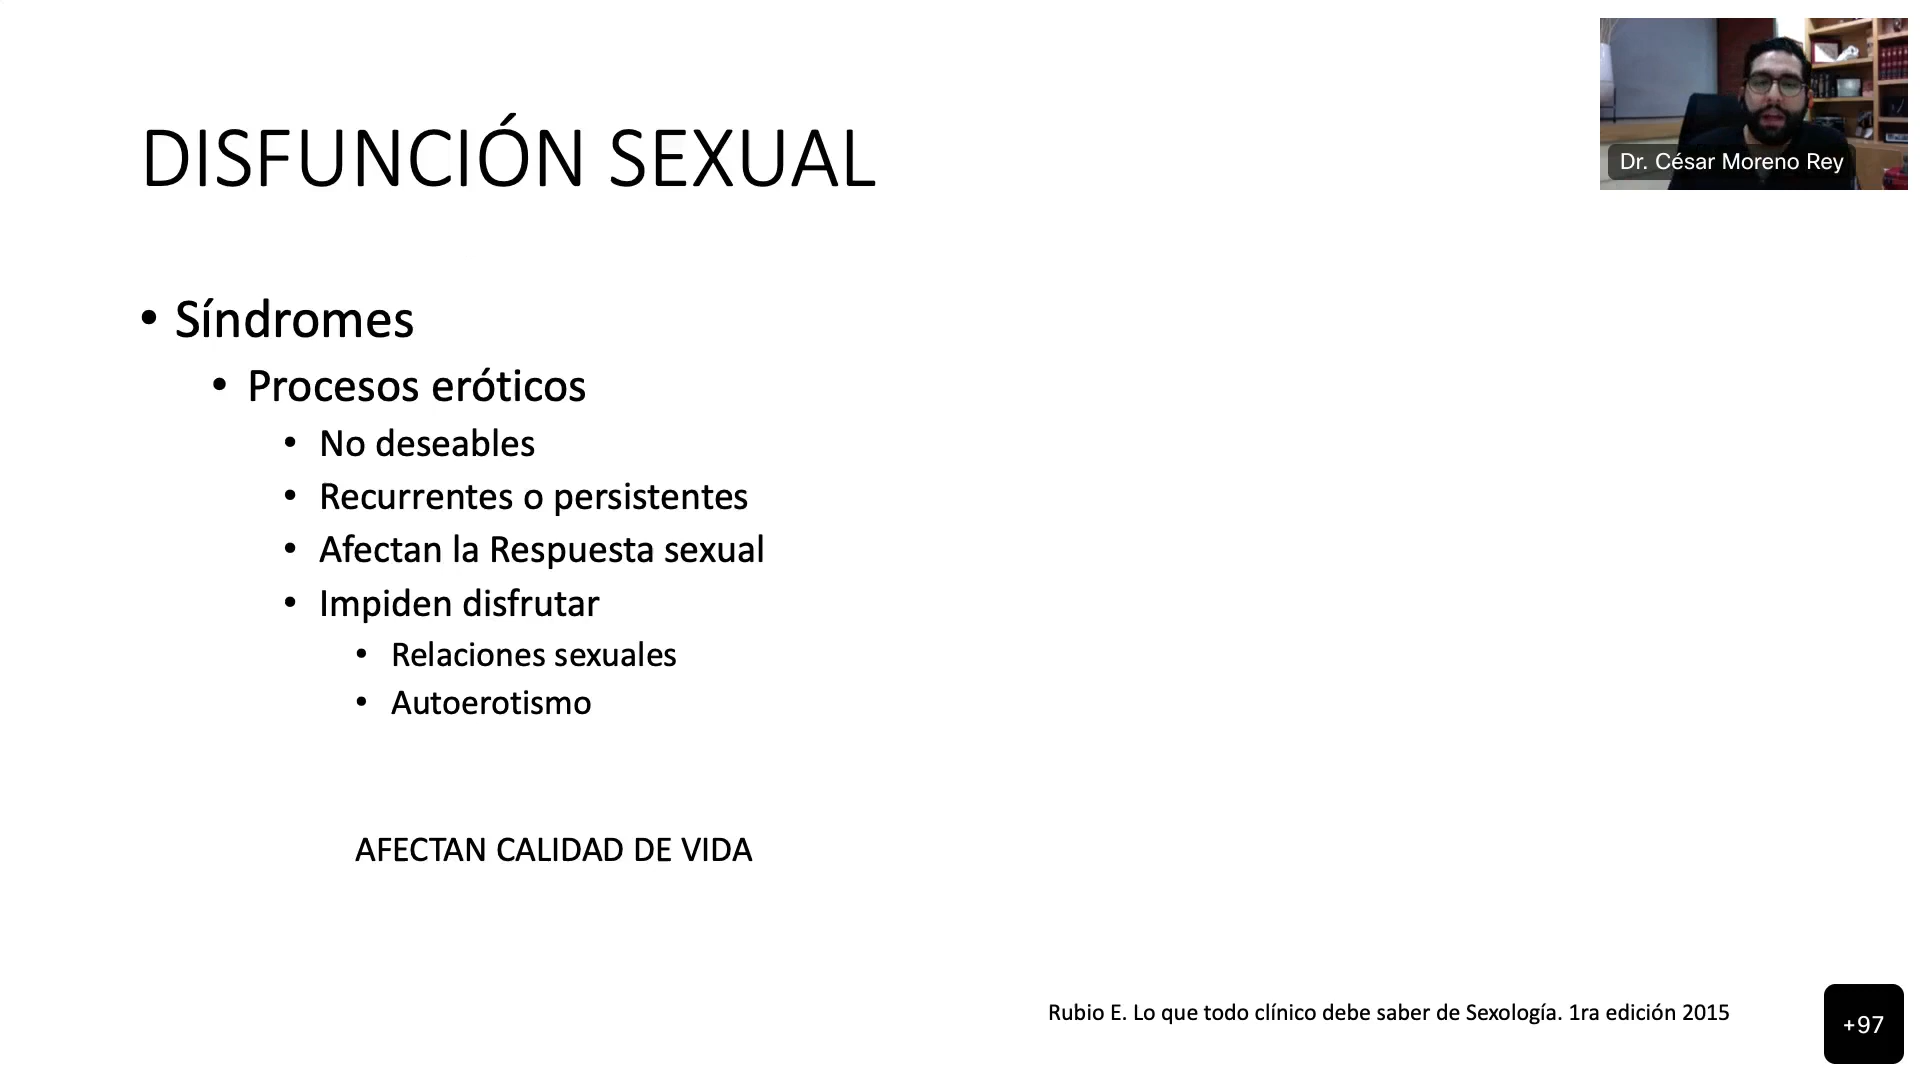 Dr. César Moreno Rey
DISFUNCIÓN SEXUAL
• Síndromes
• Procesos eróticos
• No deseables
• Recurrentes o persistentes
• Afectan la Respuesta sexual
• Impiden disfrutar
• Relaciones sexuales
• Autoerotismo
AFECTAN CALIDAD DE VIDA
Rubio E. Lo que todo clínico debe saber de Sexología. 1ra edición 2015
+97